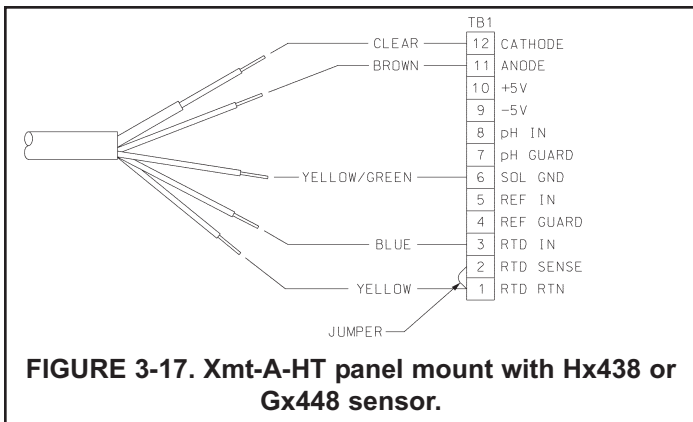 TB1
CLEAR 12 CATHODE
BROWN 11 ANODE
10 +5V
9 -5V
8 pH IN
7 pH GUARD
YELLOW/GREEN 6 SOL GND
5 REF IN
4 REF GUARD
BLUE 3 RTD IN
2 RTD SENSE
YELLOW 1 RTD RTN
JUMPER
FIGURE 3-17. Xmt-A-HT panel mount with Hx438 or
Gx448 sensor.